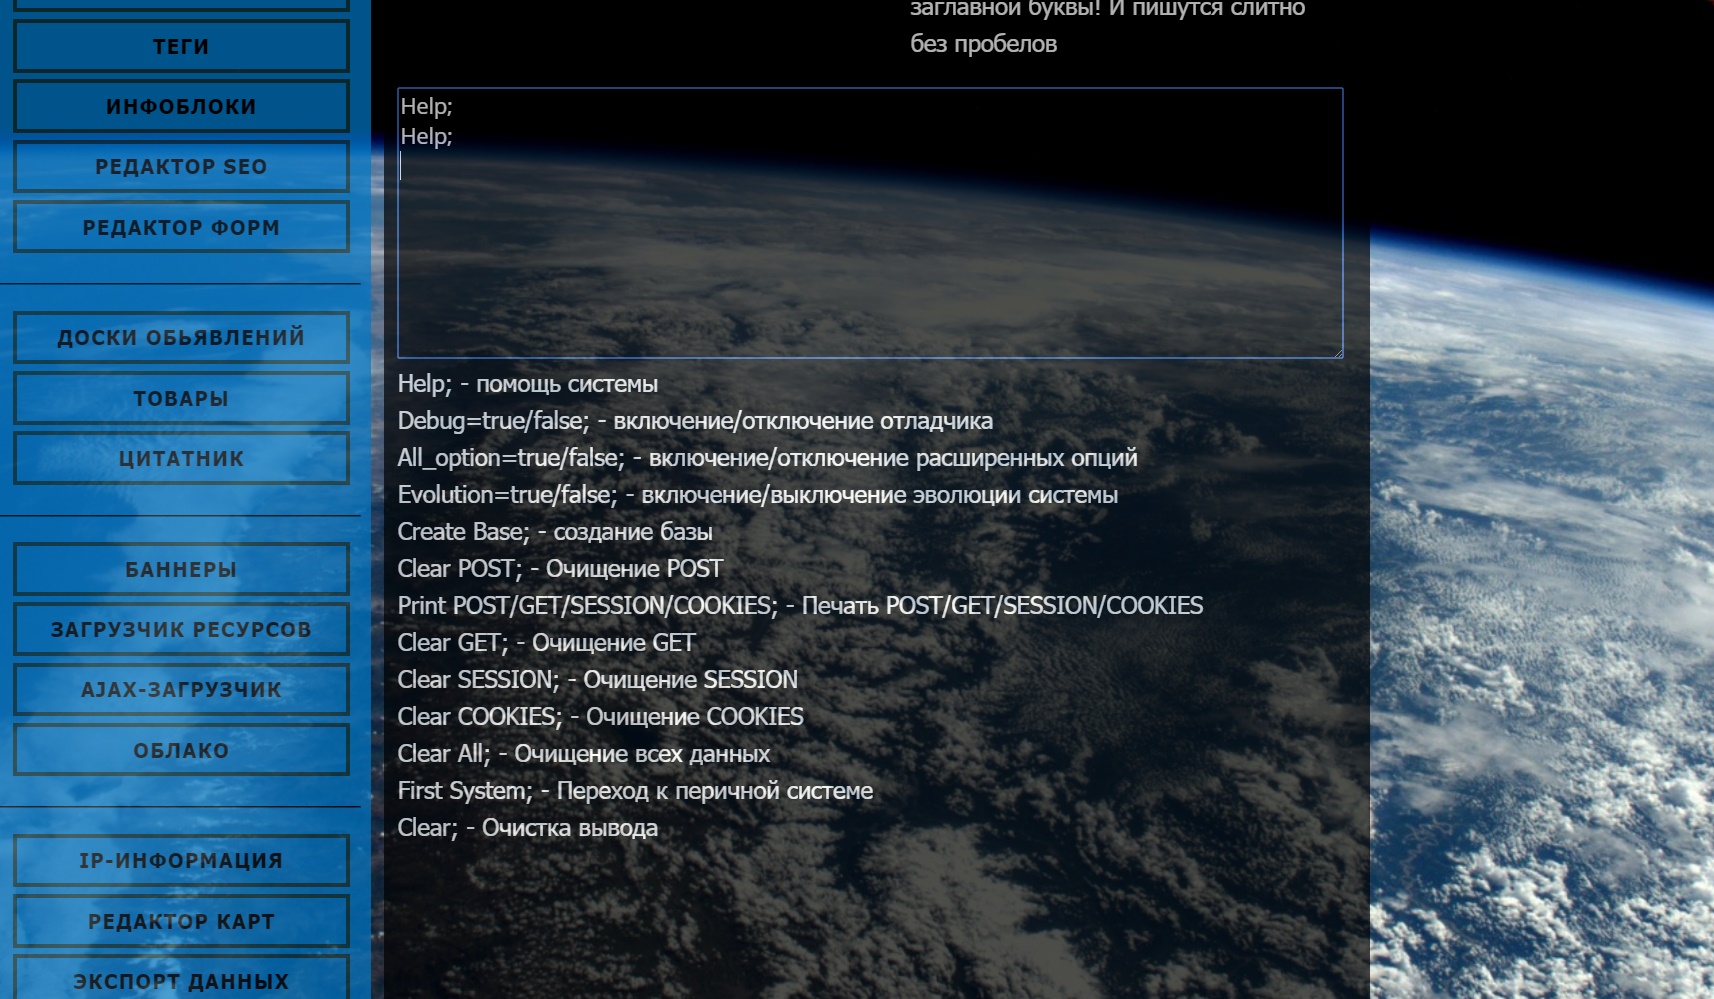 заглавной буквы! И пишутся слитно
без пробелов
ТЕГИ
ИНФОБЛОКИ
РЕДАКТОР SEO
РЕДАКТОР ФОРМ
ДОСКИ ОБЬЯВЛЕНИЙ
ТОВАРЫ
ЦИТАТНИК
БАННЕРЫ
ЗАГРУЗЧИК РЕСУРСОВ
AJAX-ЗАГРУЗЧИК
ОБЛАКО
IP-ИНФОРМАЦИЯ
РЕДАКТОР КАРТ
ЭКСПОРТ ДАННЫХ
Help;
Help;
Help; - помощь системы
Debug=true/false; - включение/отключение отладчика
All_option=true/false; - включение/отключение расширенных опций
Evolution=true/false; - включение/выключение эволюции системы
Create Base; - создание базы
Clear POST; - Очищение POST
Print POST/GET/SESSION/COOKIES; - Печать POST/GET/SESSION/COOKIES
Clear GET; - Очищение GET
Clear SESSION; - Очищение SESSION
Clear COOKIES; - Очищение COOKIES
Clear All; - Очищение всех данных
First System; - Переход к перичной системе
Clear; - Очистка вывода